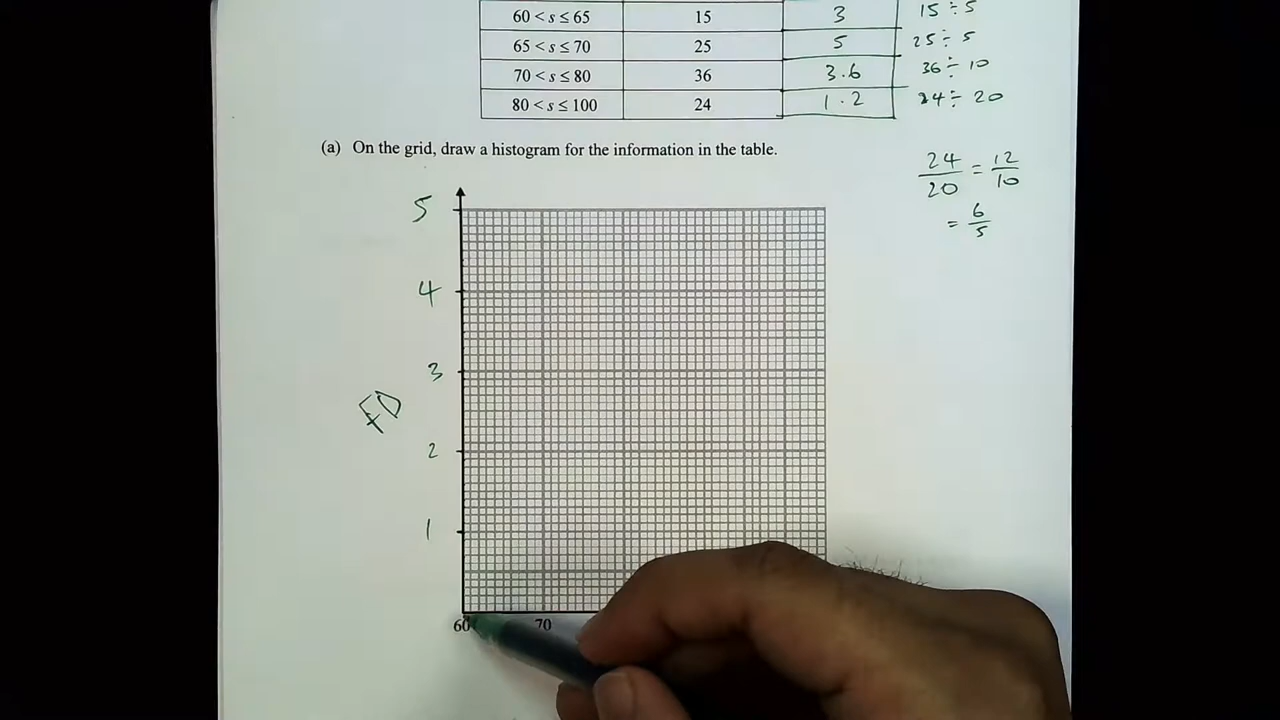 60 < s ≤ 65 15 3 15 ÷ 5
65 < s ≤ 70 25 5 25 ÷ 5
70 < s ≤ 80 36 3.6 36 ÷ 10
80 < s ≤ 100 24 1.2 24 ÷ 20
(a) On the grid, draw a histogram for the information in the table.
24/20 = 12/10
= 6/5
5
4
3
FD
2
1
60 70